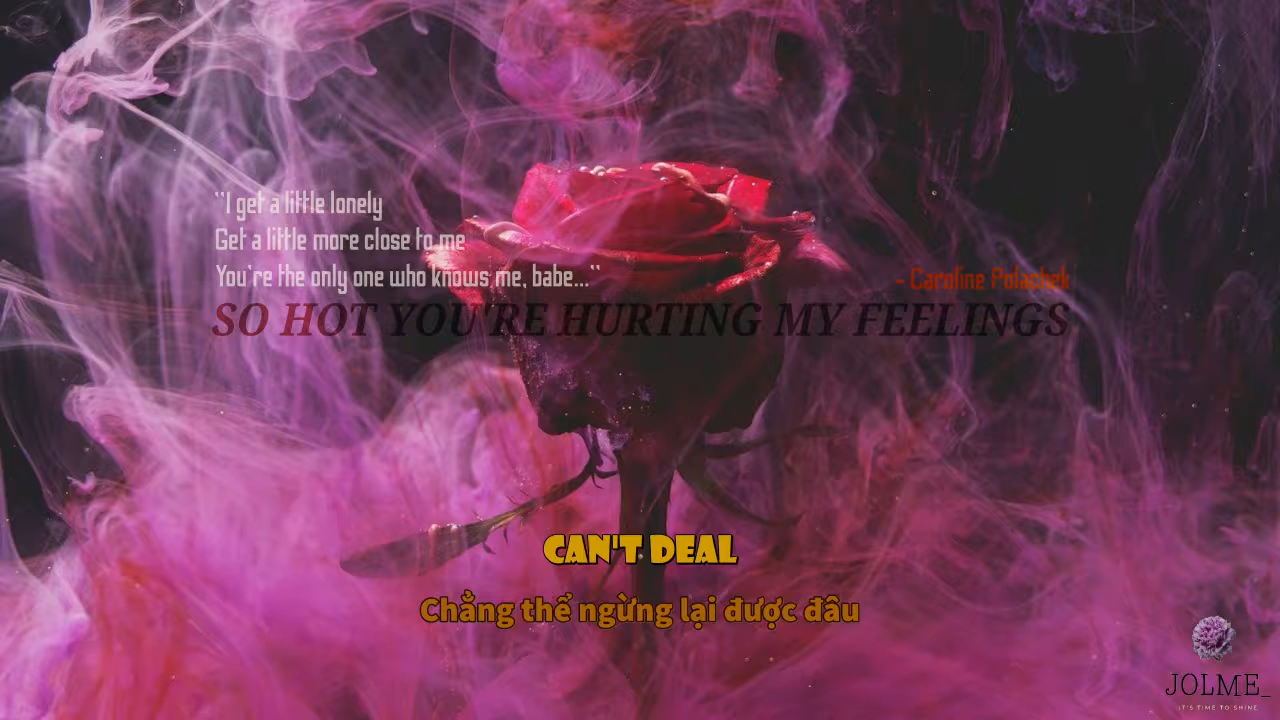 “I get a little lonely
Get a little more close to me
You're the only one who knows me, babe...“
- Caroline Polachek
SO HOT YOU'RE HURTING MY FEELINGS
CAN'T DEAL
Chẳng thể ngừng lại được đâu
JOLME_
IT'S TIME TO SHINE